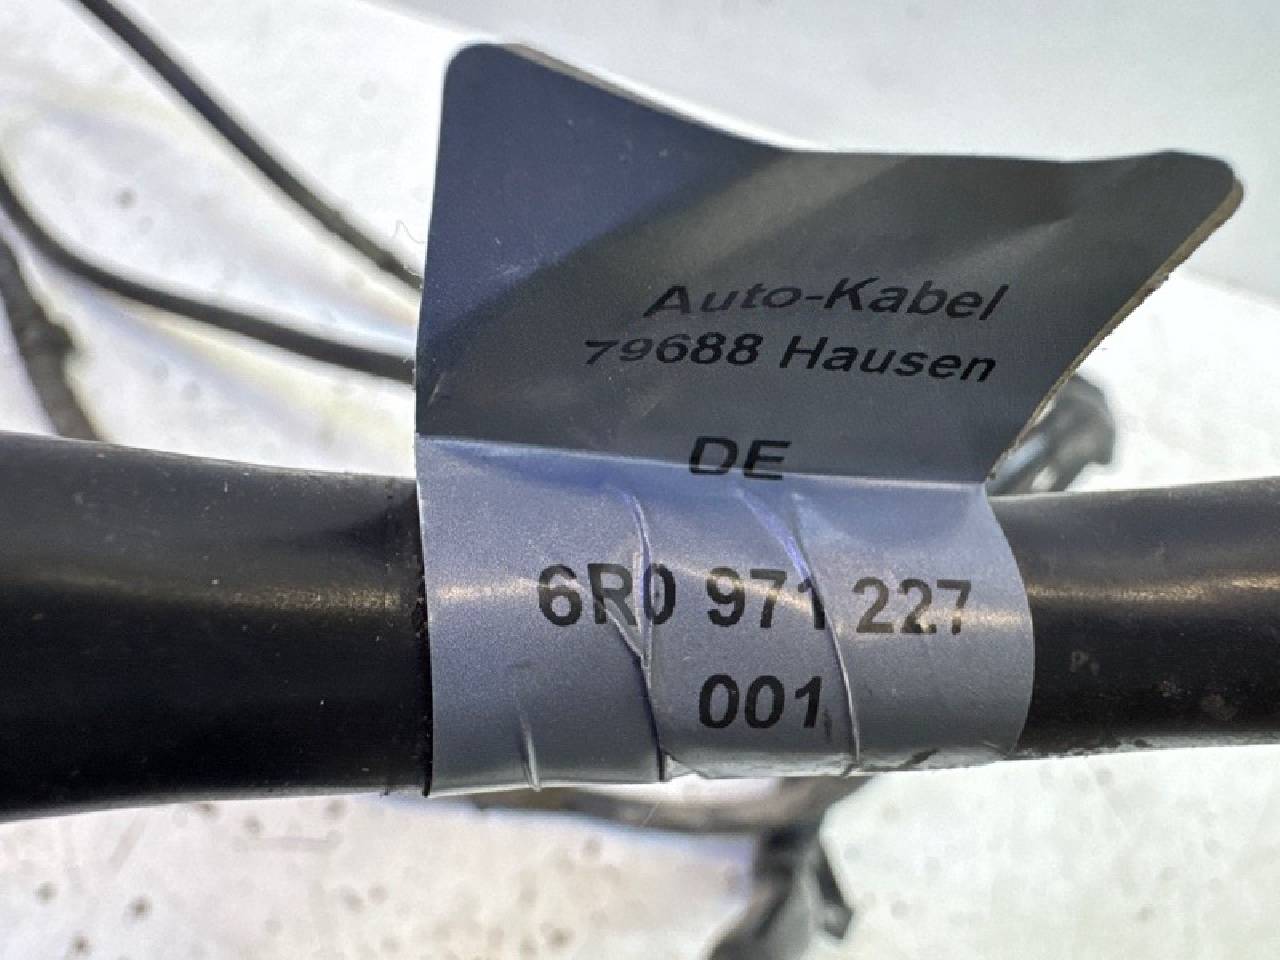 Auto-Kabel
79688 Hausen
DE
6R0 971 227
001